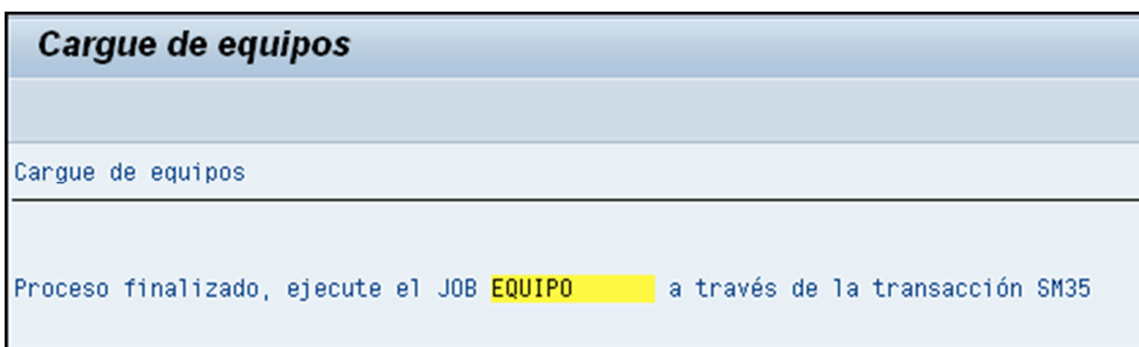 Cargue de equipos
Cargue de equipos
Proceso finalizado, ejecute el JOB EQUIPO a través de la transacción SM35